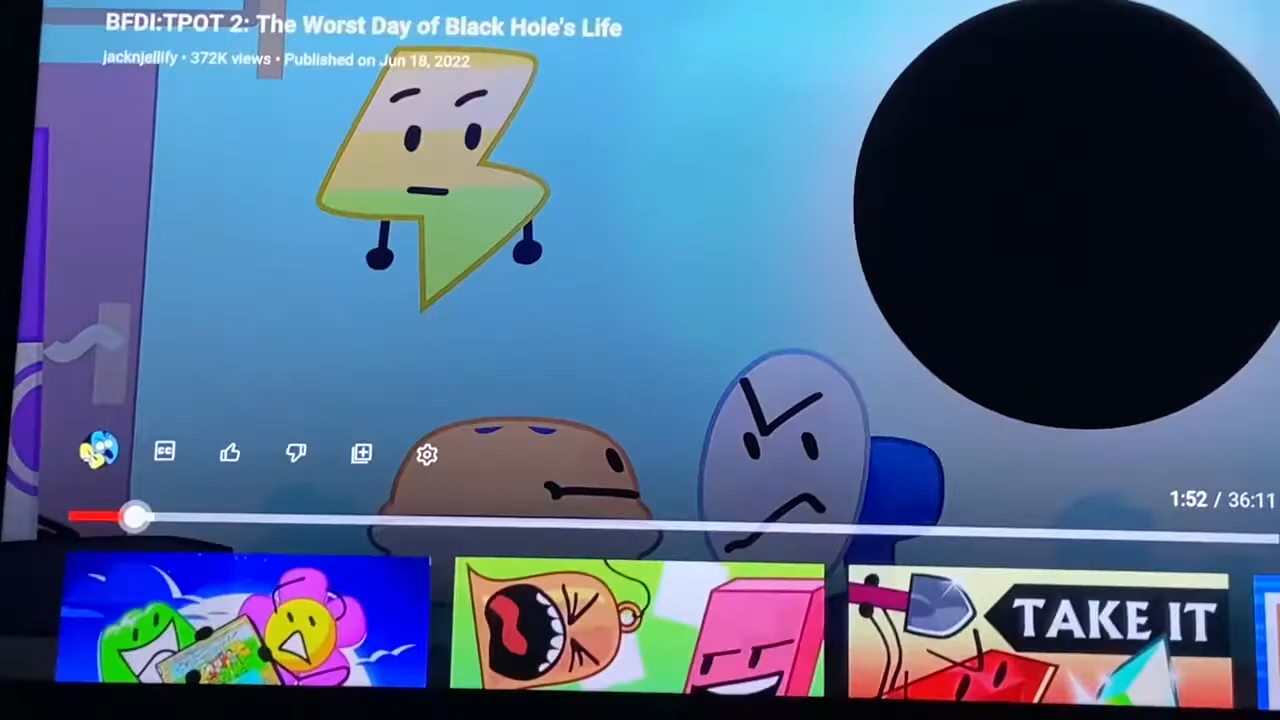 BFDI:TPOT 2: The Worst Day of Black Hole's Life
jacknjellify • 372K views • Published on Jun 18, 2022
CC
1:52 / 36:11
TAKE IT